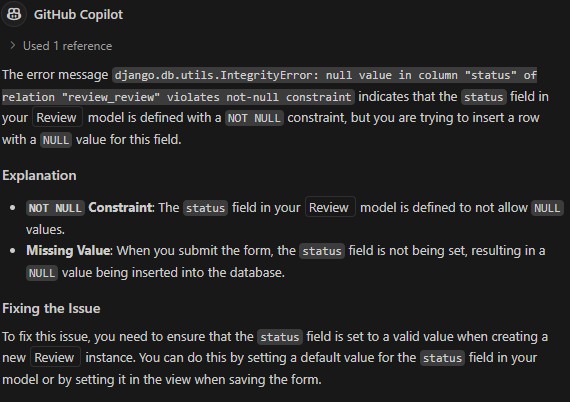 GitHub Copilot
Used 1 reference
The error message django.db.utils.IntegrityError: null value in column "status" of
relation "review_review" violates not-null constraint indicates that the status field in
your Review model is defined with a NOT NULL constraint, but you are trying to insert a row
with a NULL value for this field.
Explanation
• NOT NULL Constraint: The status field in your Review model is defined to not allow NULL
values.
• Missing Value: When you submit the form, the status field is not being set, resulting in a
NULL value being inserted into the database.
Fixing the Issue
To fix this issue, you need to ensure that the status field is set to a valid value when creating a
new Review instance. You can do this by setting a default value for the status field in your
model or by setting it in the view when saving the form.